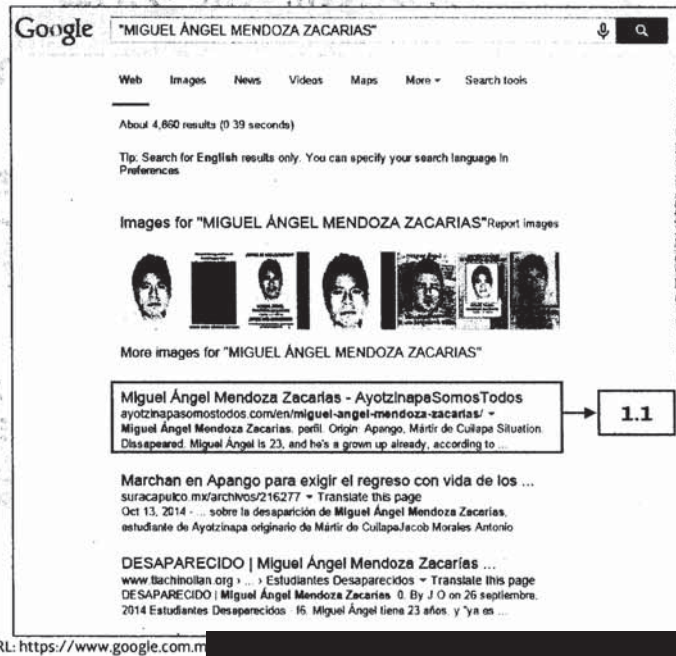 Google "MIGUEL ÁNGEL MENDOZA ZACARIAS"
Web Images News Videos Maps More Search tools
About 4,660 results (0 39 seconds)
Tip: Search for English results only. You can specify your search language in
Preferences
Images for "MIGUEL ÁNGEL MENDOZA ZACARIAS" Report images
More images for "MIGUEL ÁNGEL MENDOZA ZACARIAS"
Miguel Ángel Mendoza Zacarias - AyotzinapaSomosTodos
ayotzinapasomostodos.com/en/miguel-angel-mendoza-zacarias/
Miguel Ángel Mendoza Zacarias. perfil. Origin: Apango, Mártir de Cuilapa Situation.
Dissapeared. Miguel Ángel is 23, and he's a grown up already, according to ...
1.1
Marchan en Apango para exigir el regreso con vida de los ...
suracapulco.mx/archivos/216277 Translate this page
Oct 13, 2014 - ... sobre la desaparición de Miguel Ángel Mendoza Zacarias,
estudiante de Ayotzinapa originario de Mártir de CuilapaJacob Morales Antonio
DESAPARECIDO | Miguel Ángel Mendoza Zacarías ...
www.tlachinollan.org › ... › Estudiantes Desaparecidos Translate this page
DESAPARECIDO | Miguel Ángel Mendoza Zacarias 0. By J O on 26 septiembre,
2014 Estudiantes Desaparecidos · 16. Miguel Ángel tiene 23 años, y "ya es ...
RL: https://www.google.com.m